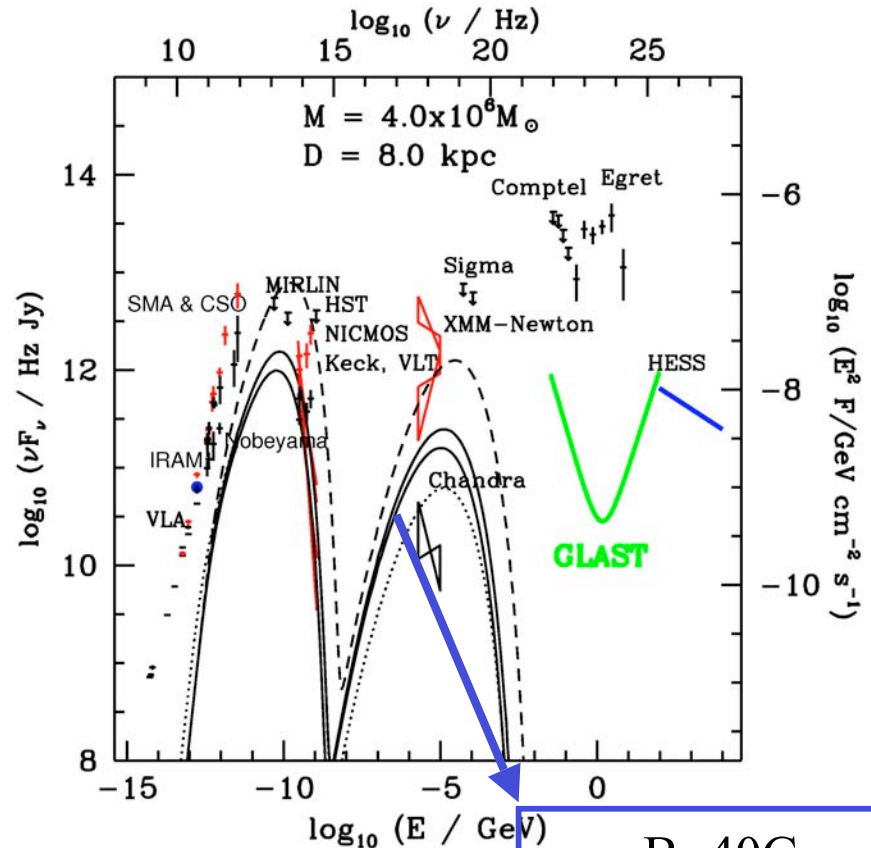 log₁₀ (ν / Hz)
10 15 20 25
M = 4.0x10⁶M⊙
D = 8.0 kpc
14
12
10
8
log₁₀ (νFν / Hz Jy)
-6
-8
-10
log₁₀ (E² F/GeV cm⁻² s⁻¹)
Comptel
Egret
Sigma
MIRLIN
SMA & CSO
HST
XMM-Newton
NICMOS
Keck, VLT
HESS
Nobeyama
IRAM
Chandra
VLA
GLAST
-15 -10 -5 0
log₁₀ (E / GeV)